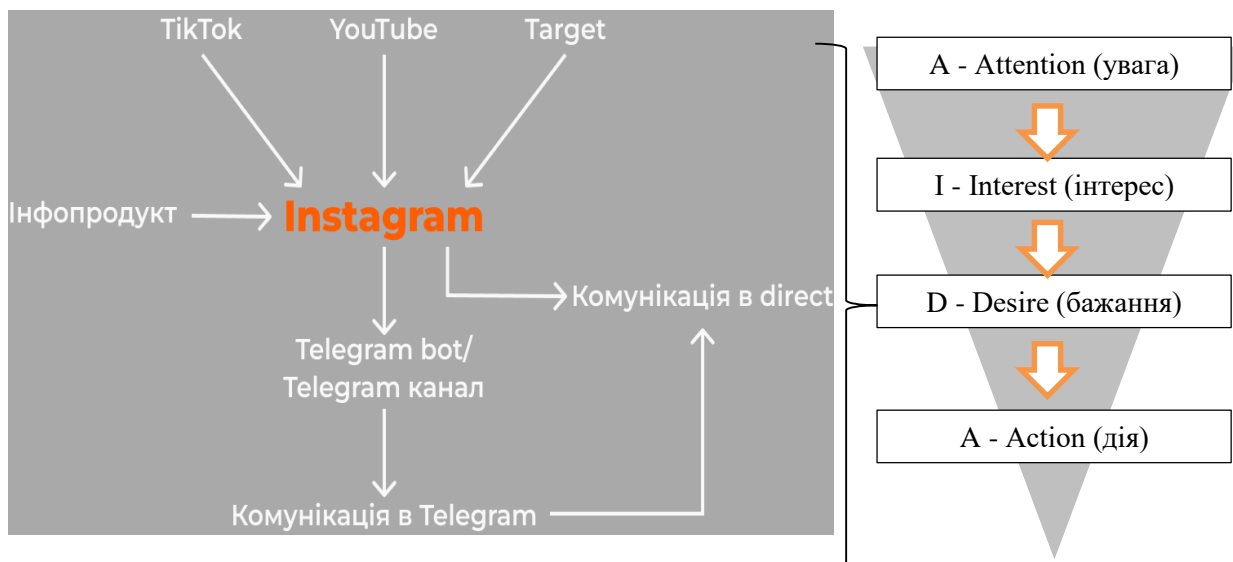 TikTok
YouTube
Target
Інфопродукт
Instagram
Комунікація в direct
Telegram bot/
Telegram канал
Комунікація в Telegram
A - Attention (увага)
I - Interest (інтерес)
D - Desire (бажання)
A - Action (дія)